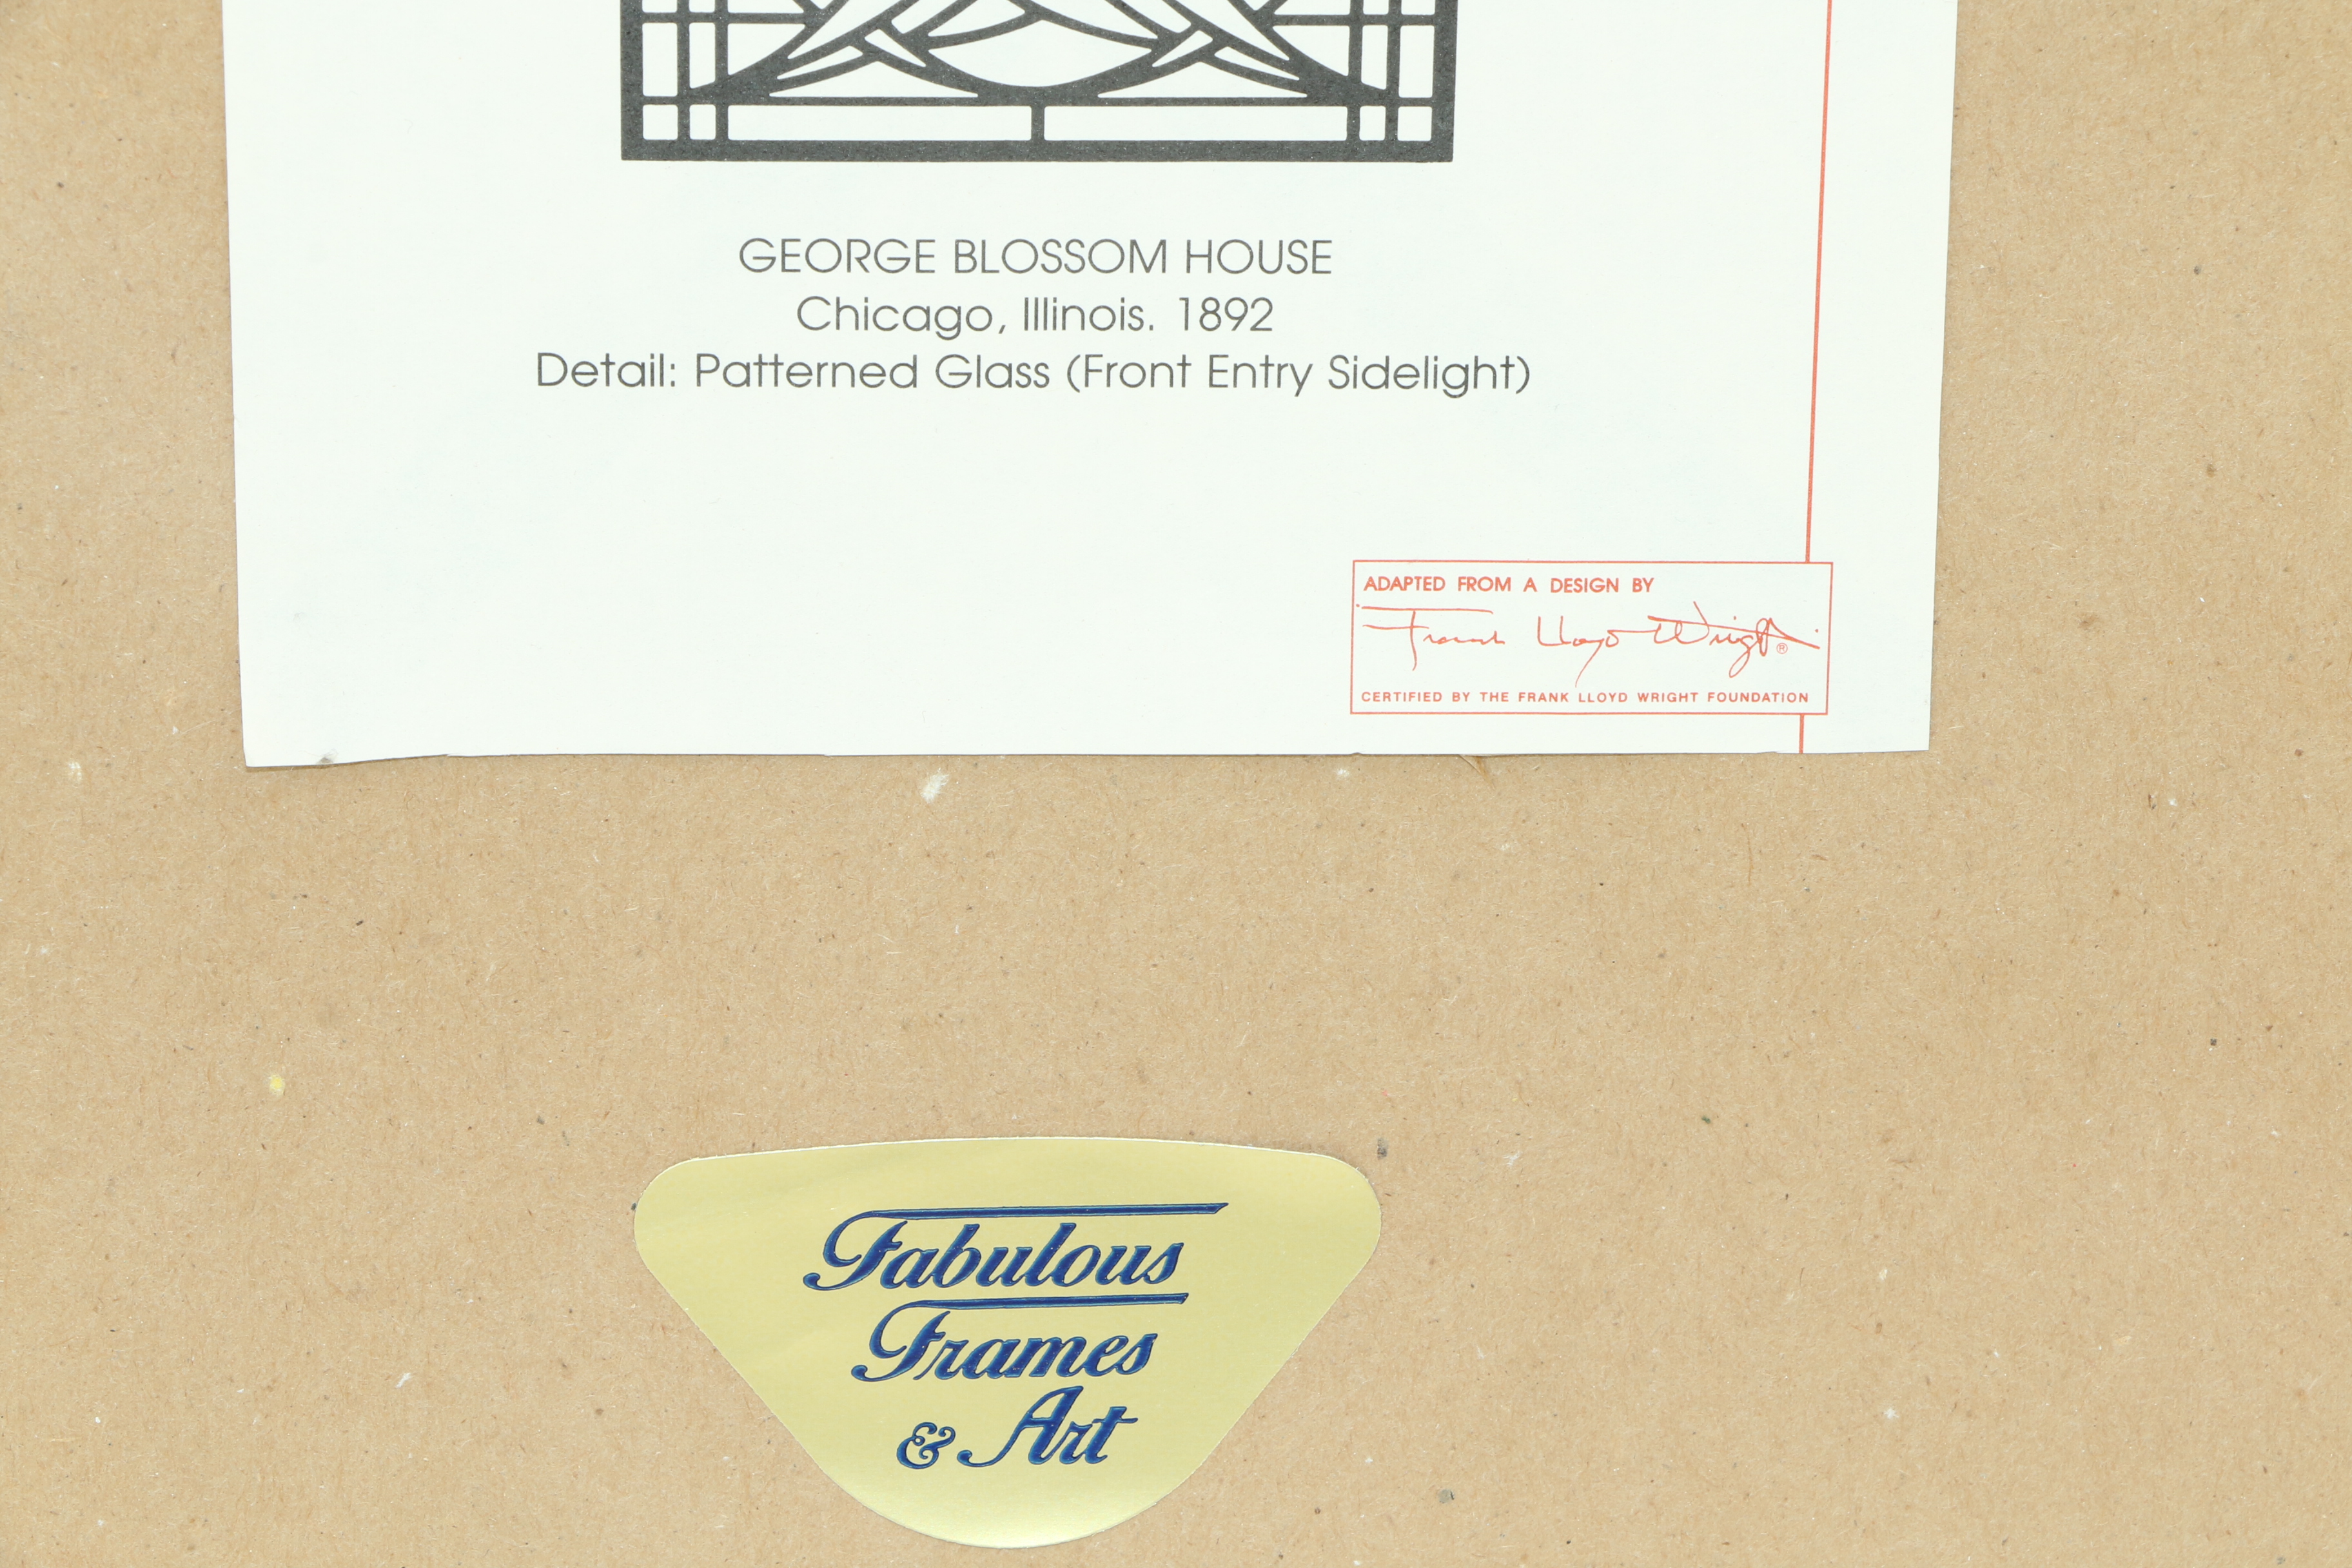 GEORGE BLOSSOM HOUSE
Chicago, Illinois. 1892
Detail: Patterned Glass (Front Entry Sidelight)
ADAPTED FROM A DESIGN BY
Frank Lloyd Wright®
CERTIFIED BY THE FRANK LLOYD WRIGHT FOUNDATION
Fabulous
Frames
& Art